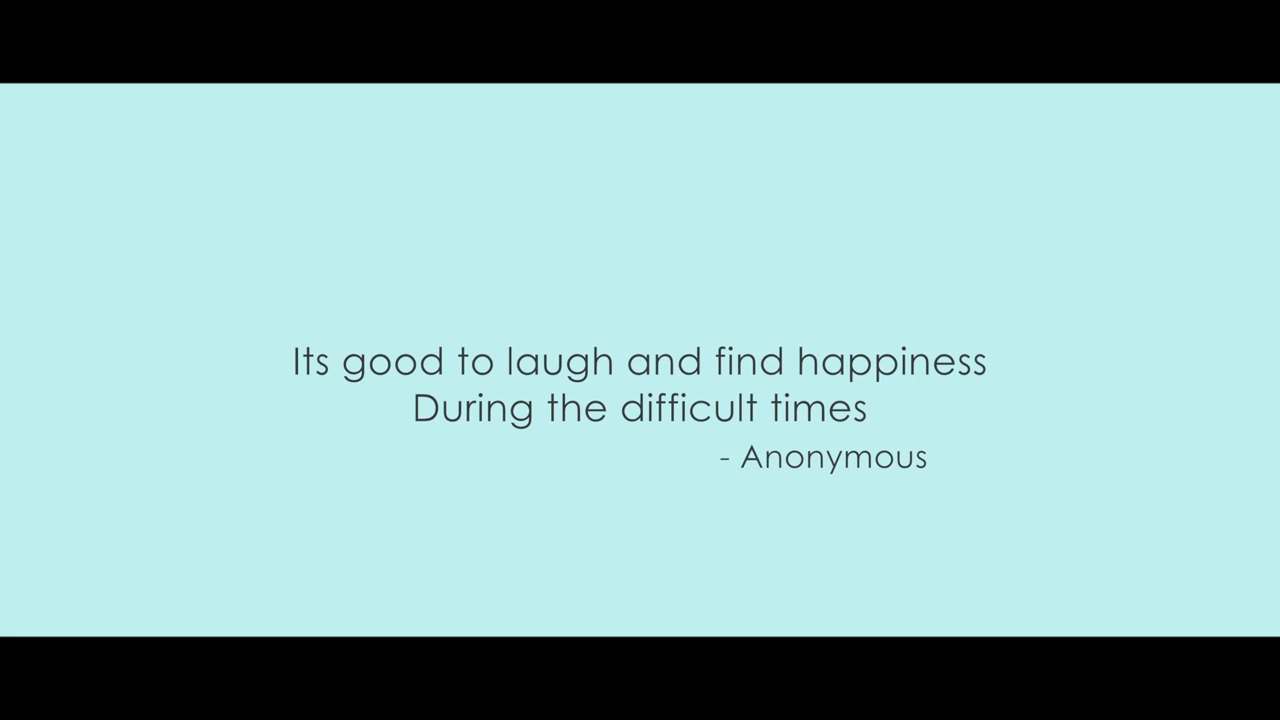 Its good to laugh and find happiness
During the difficult times
- Anonymous